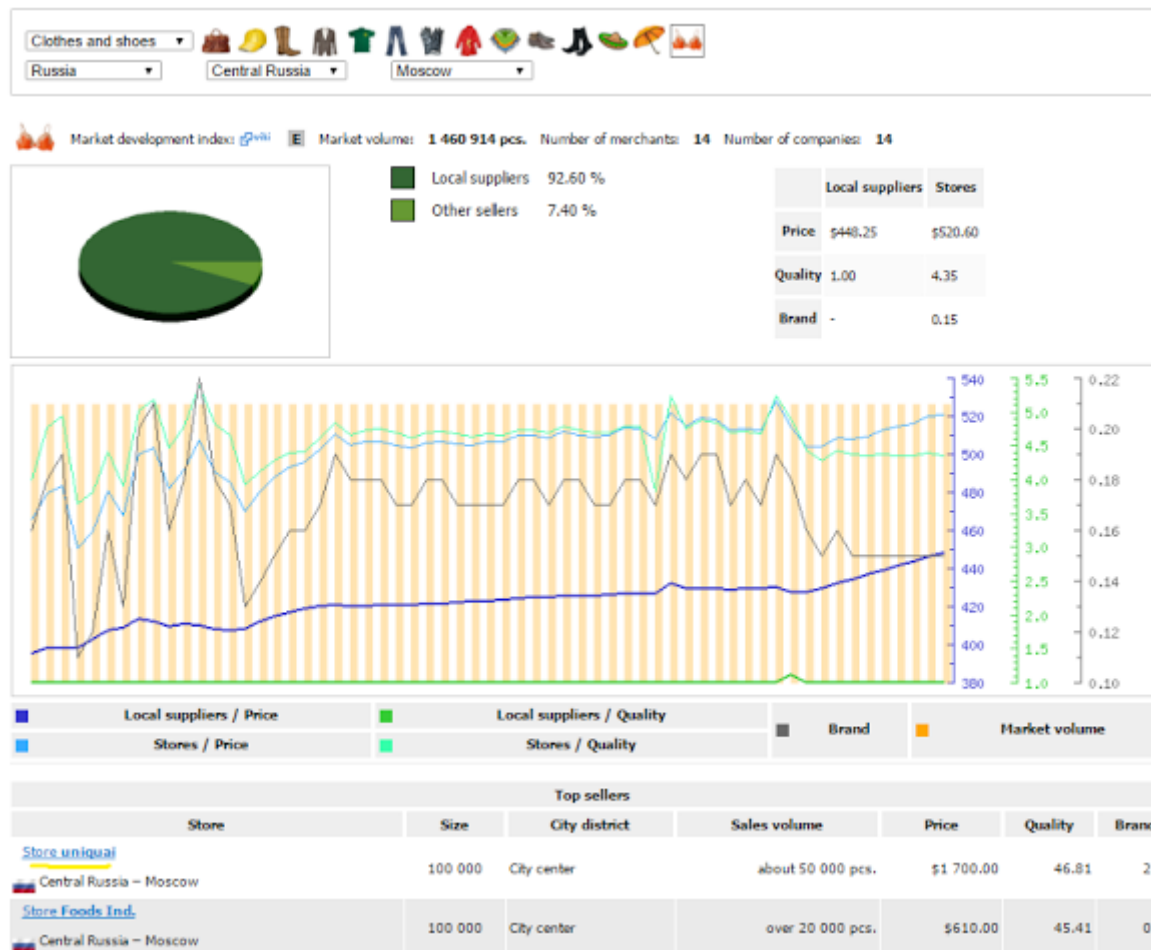 Clothes and shoes
Russia Central Russia Moscow
Market development index: E Market volume: 1 460 914 pcs. Number of merchants: 14 Number of companies: 14
Local suppliers 92.60 %
Other sellers 7.40 %
Local suppliers Stores
Price $448.25 $520.60
Quality 1.00 4.35
Brand - 0.15
540 5.5 0.22
520 5.0 0.20
500 4.5
480 4.0 0.18
460 3.5 0.16
440 3.0
420 2.5 0.14
400 2.0 0.12
380 1.5
1.0 0.10
Local suppliers / Price Local suppliers / Quality Brand Market volume
Stores / Price Stores / Quality
Top sellers
Store Size City district Sales volume Price Quality Brand
Store uniquai
Central Russia – Moscow 100 000 City center about 50 000 pcs. $1 700.00 46.81 2
Store Foods Ind.
Central Russia – Moscow 100 000 City center over 20 000 pcs. $610.00 45.41 0